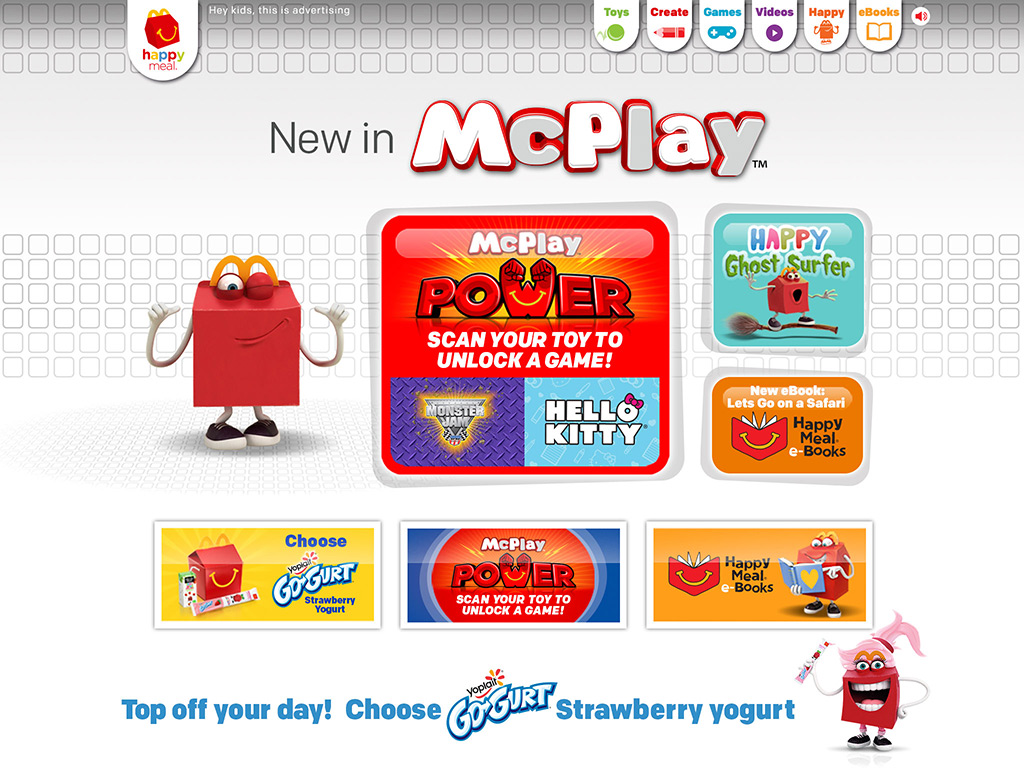 Hey kids, this is advertising
happy
meal.
Toys
Create
Games
Videos
Happy
eBooks
New in McPlay™
McPlay
POWER
SCAN YOUR TOY TO
UNLOCK A GAME!
MONSTER
JAM
HELLO
KITTY
HAPPY
Ghost Surfer
New eBook:
Lets Go on a Safari
Happy
Meal®
e-Books
Choose
Yoplait
GO-GURT
Strawberry
Yogurt
McPlay
POWER
SCAN YOUR TOY TO
UNLOCK A GAME!
Happy
Meal®
e-Books
Top off your day! Choose Yoplait GO-GURT Strawberry yogurt